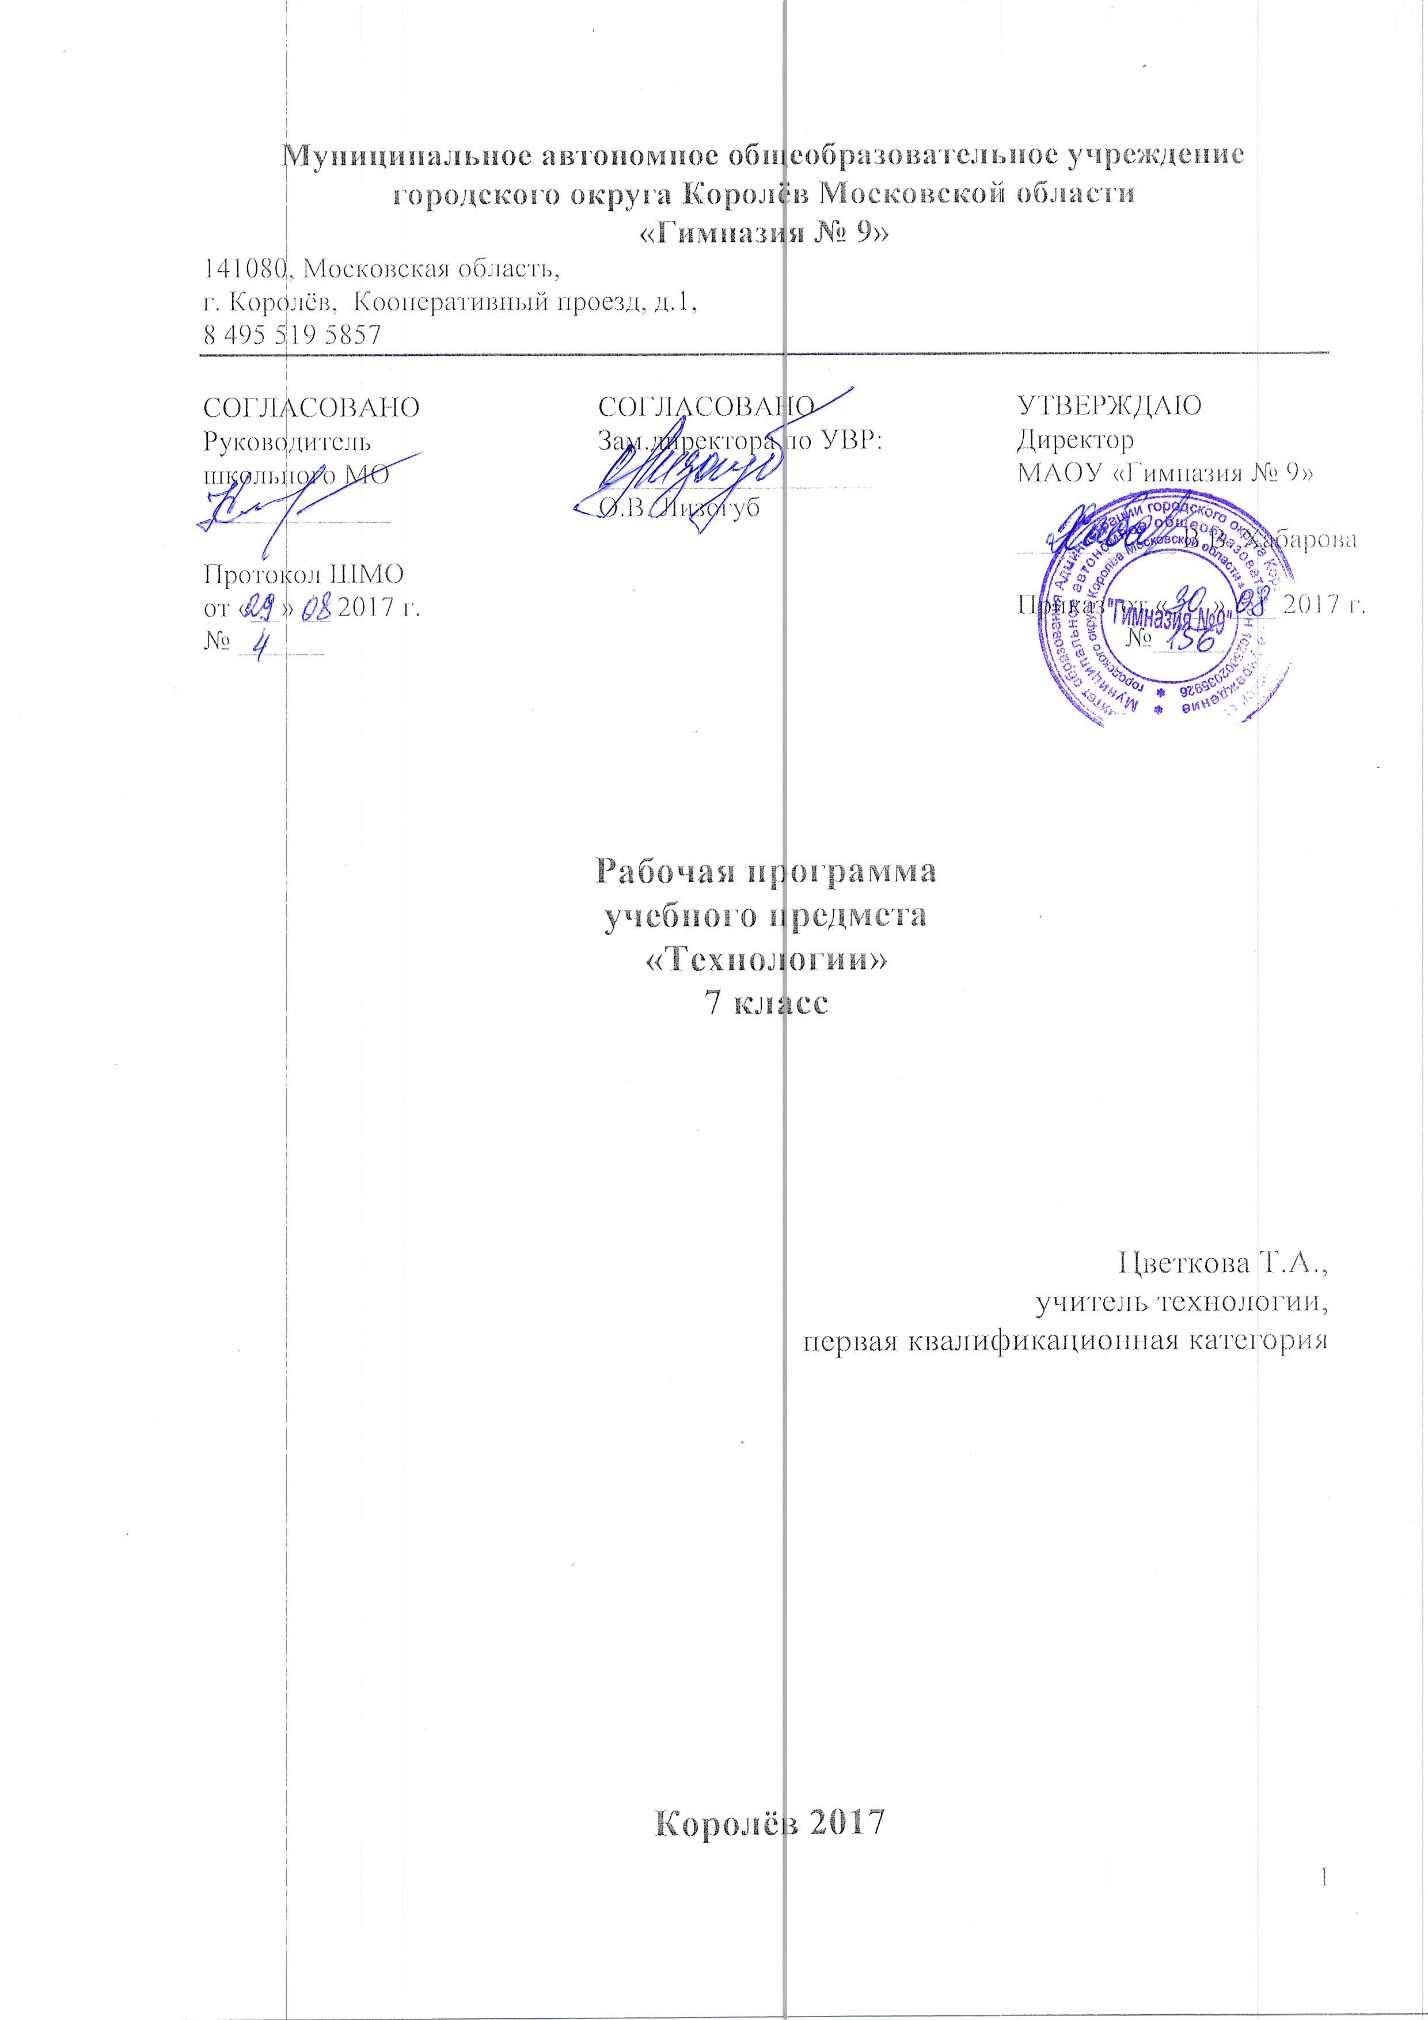 Муниципальное автономное общеобразовательное учреждение
городского округа Королёв Московской области
«Гимназия № 9»
141080, Московская область,
г. Королёв, Кооперативный проезд, д.1,
8 495 519 5857
СОГЛАСОВАНО
Руководитель
школьного МО
Протокол ШМО
от «29» 08 2017 г.
№ 4
СОГЛАСОВАНО
Зам.директора по УВР:
О.В. Лизогуб
УТВЕРЖДАЮ
Директор
МАОУ «Гимназия № 9»
В.В. Хабарова
Приказ от «30» 08 2017 г.
№ 156
"Гимназия №9"
Рабочая программа
учебного предмета
«Технологии»
7 класс
Цветкова Т.А.,
учитель технологии,
первая квалификационная категория
Королёв 2017
1